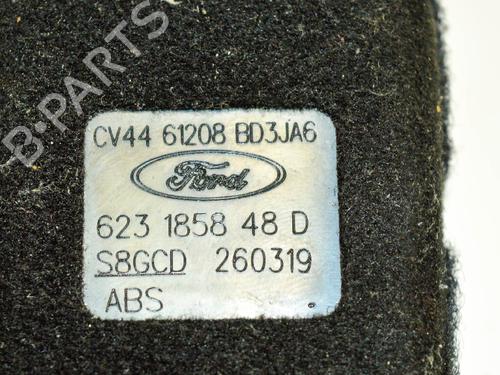 B-PARTS
CV44 61208 BD3JA6
Ford
623 1858 48 D
S8GCD 260319
ABS